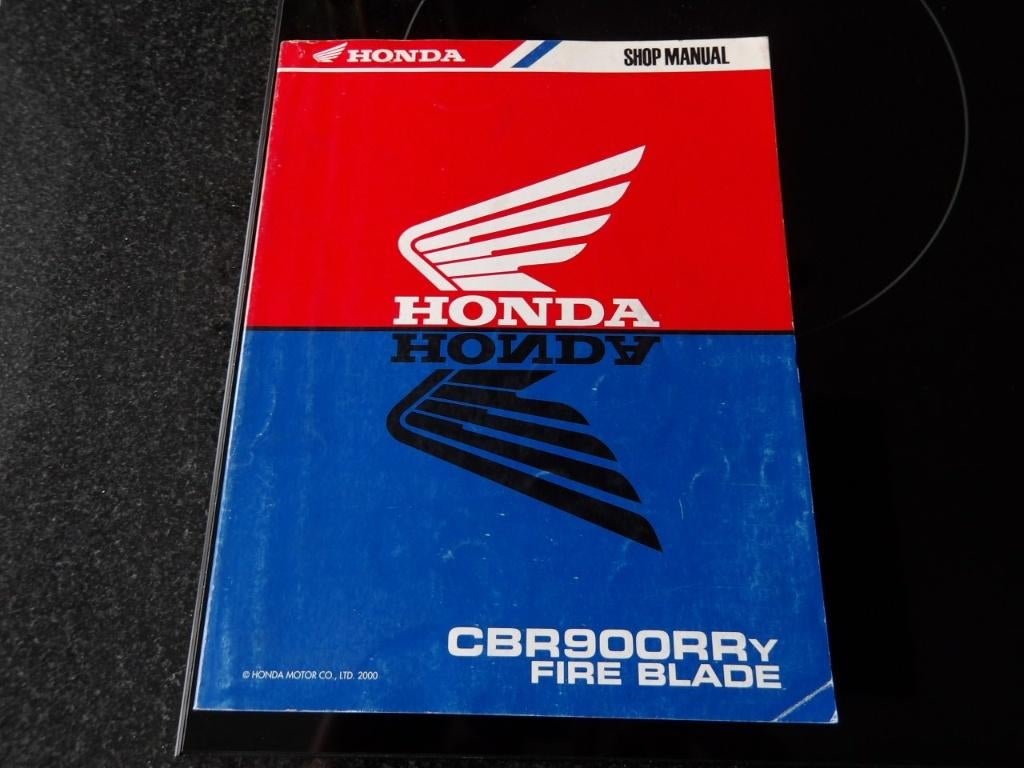 HONDA SHOP MANUAL
HONDA
HONDA
CBR900RRY
FIRE BLADE
© HONDA MOTOR CO., LTD. 2000